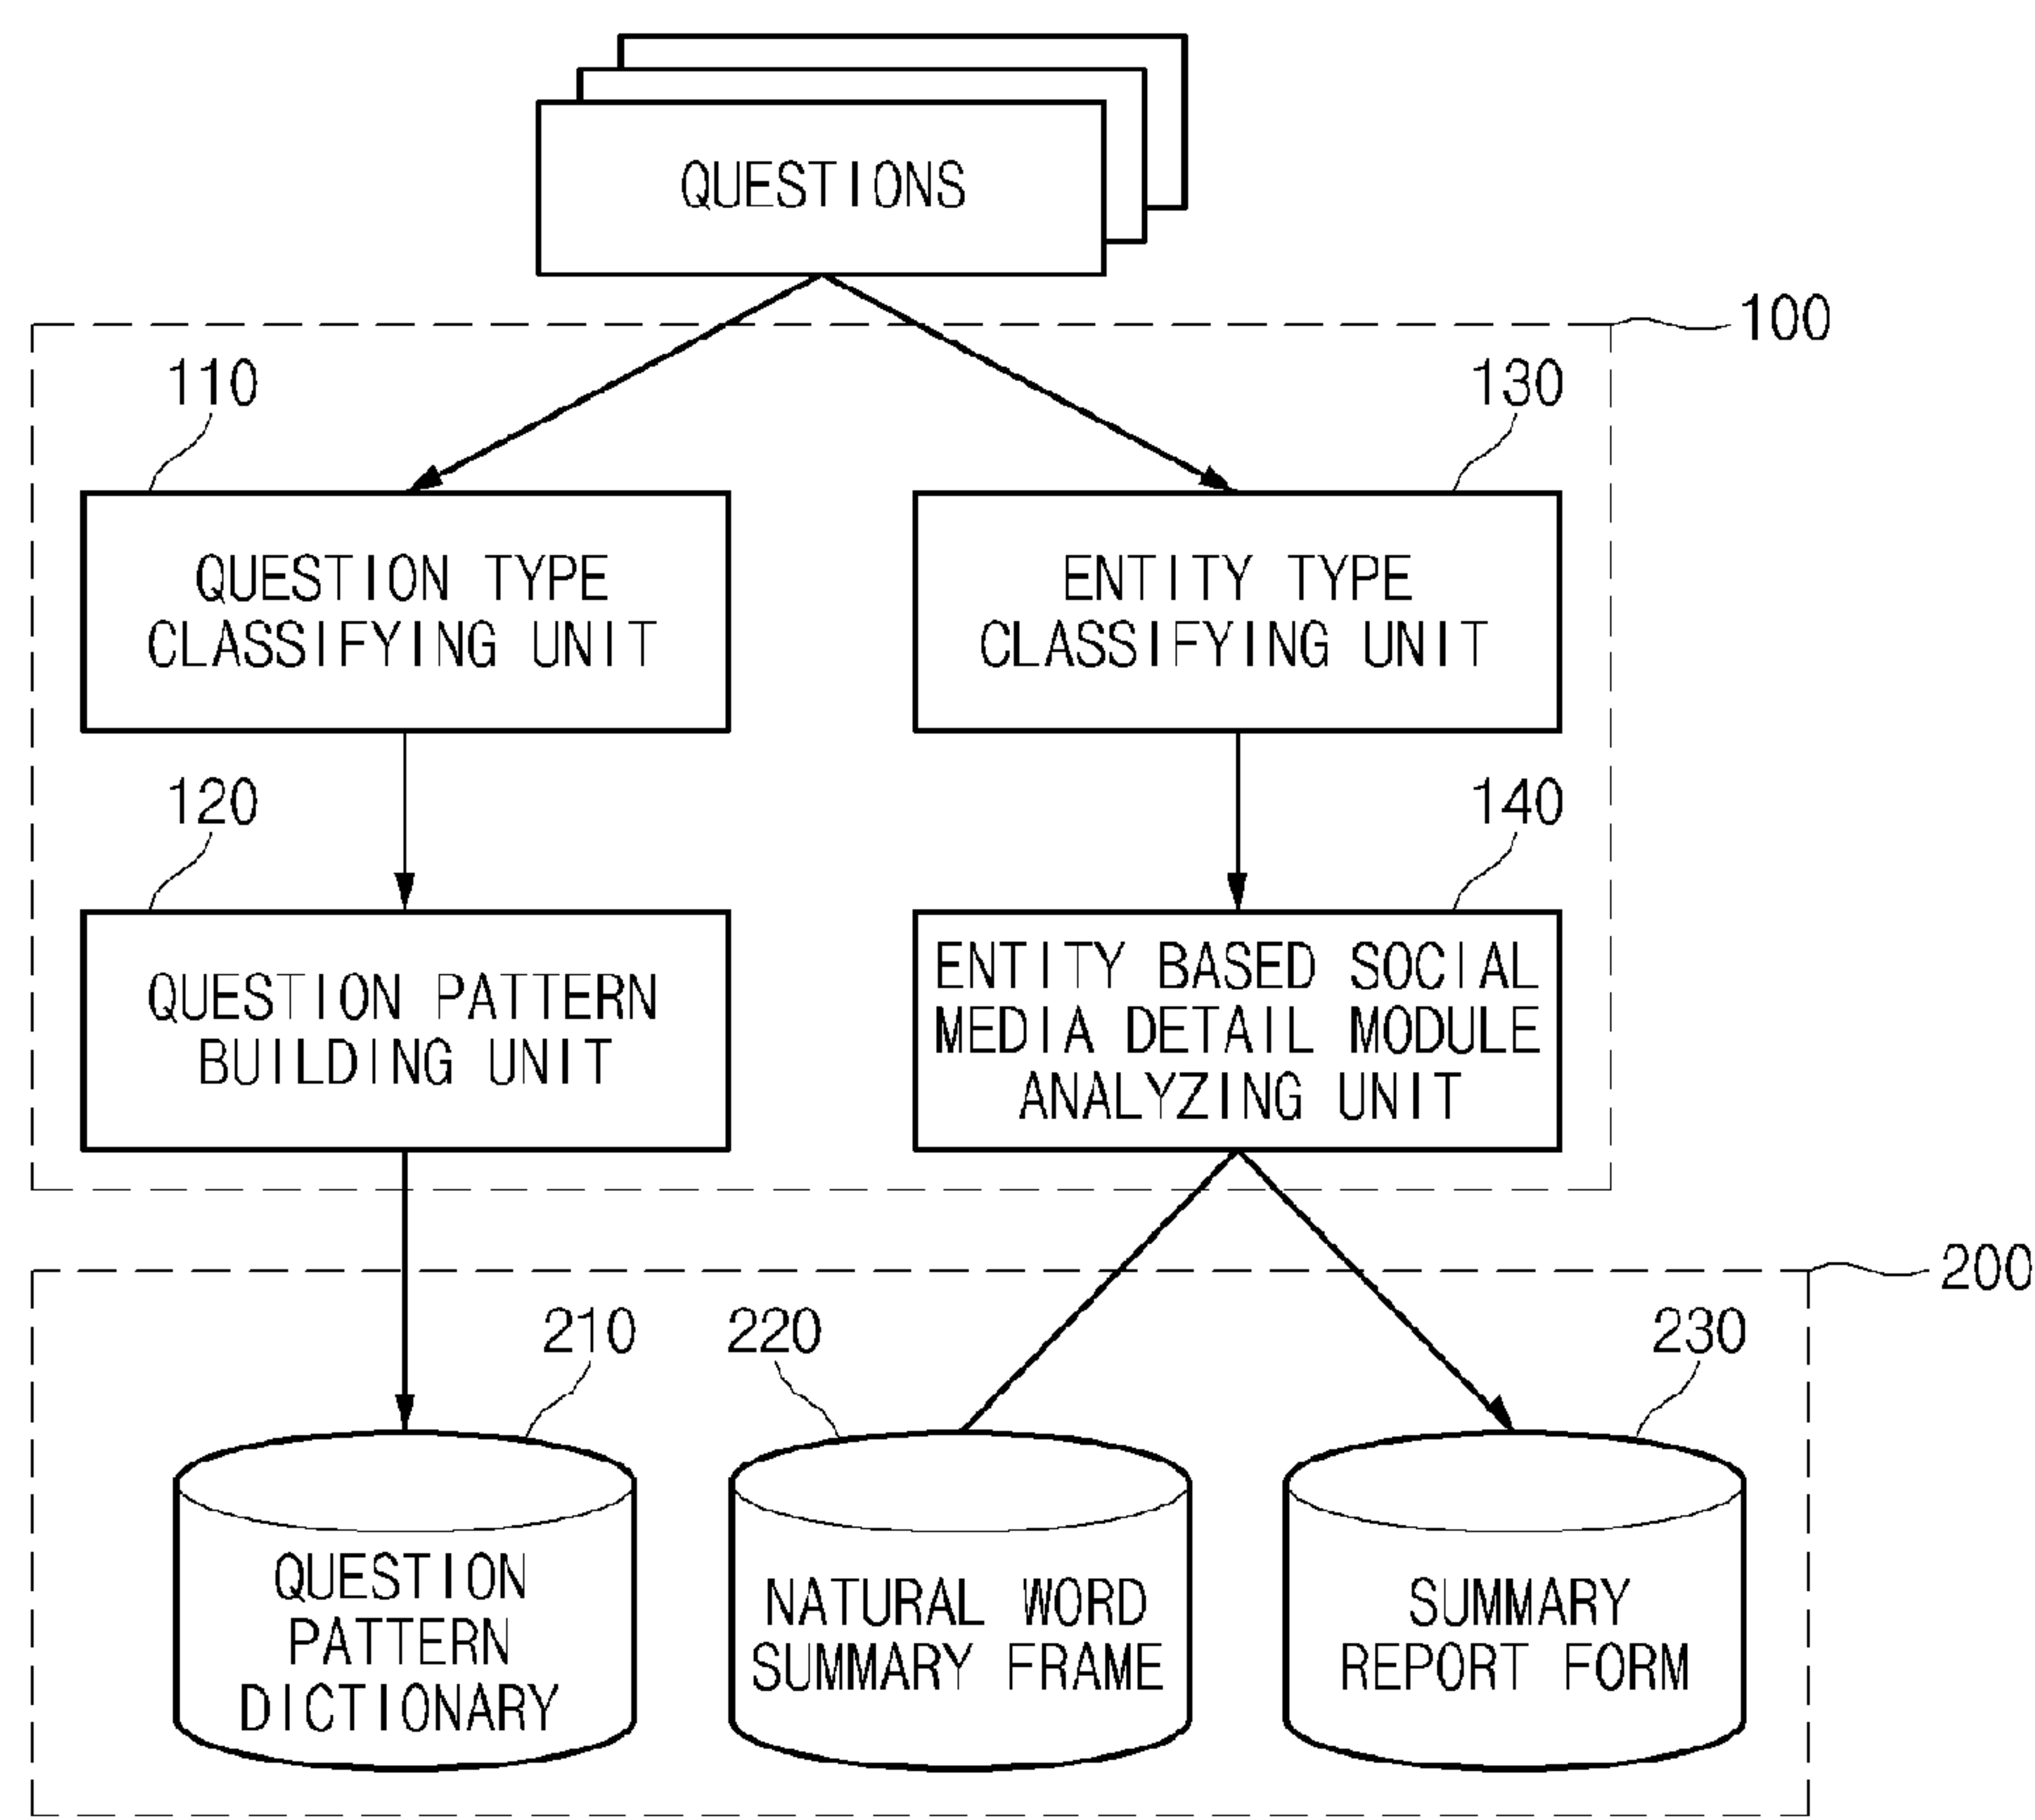 QUESTIONS
100
110
130
QUESTION TYPE
CLASSIFYING UNIT
ENTITY TYPE
CLASSIFYING UNIT
120
140
QUESTION PATTERN
BUILDING UNIT
ENTITY BASED SOCIAL
MEDIA DETAIL MODULE
ANALYZING UNIT
200
210
220
230
QUESTION
PATTERN
DICTIONARY
NATURAL WORD
SUMMARY FRAME
SUMMARY
REPORT FORM